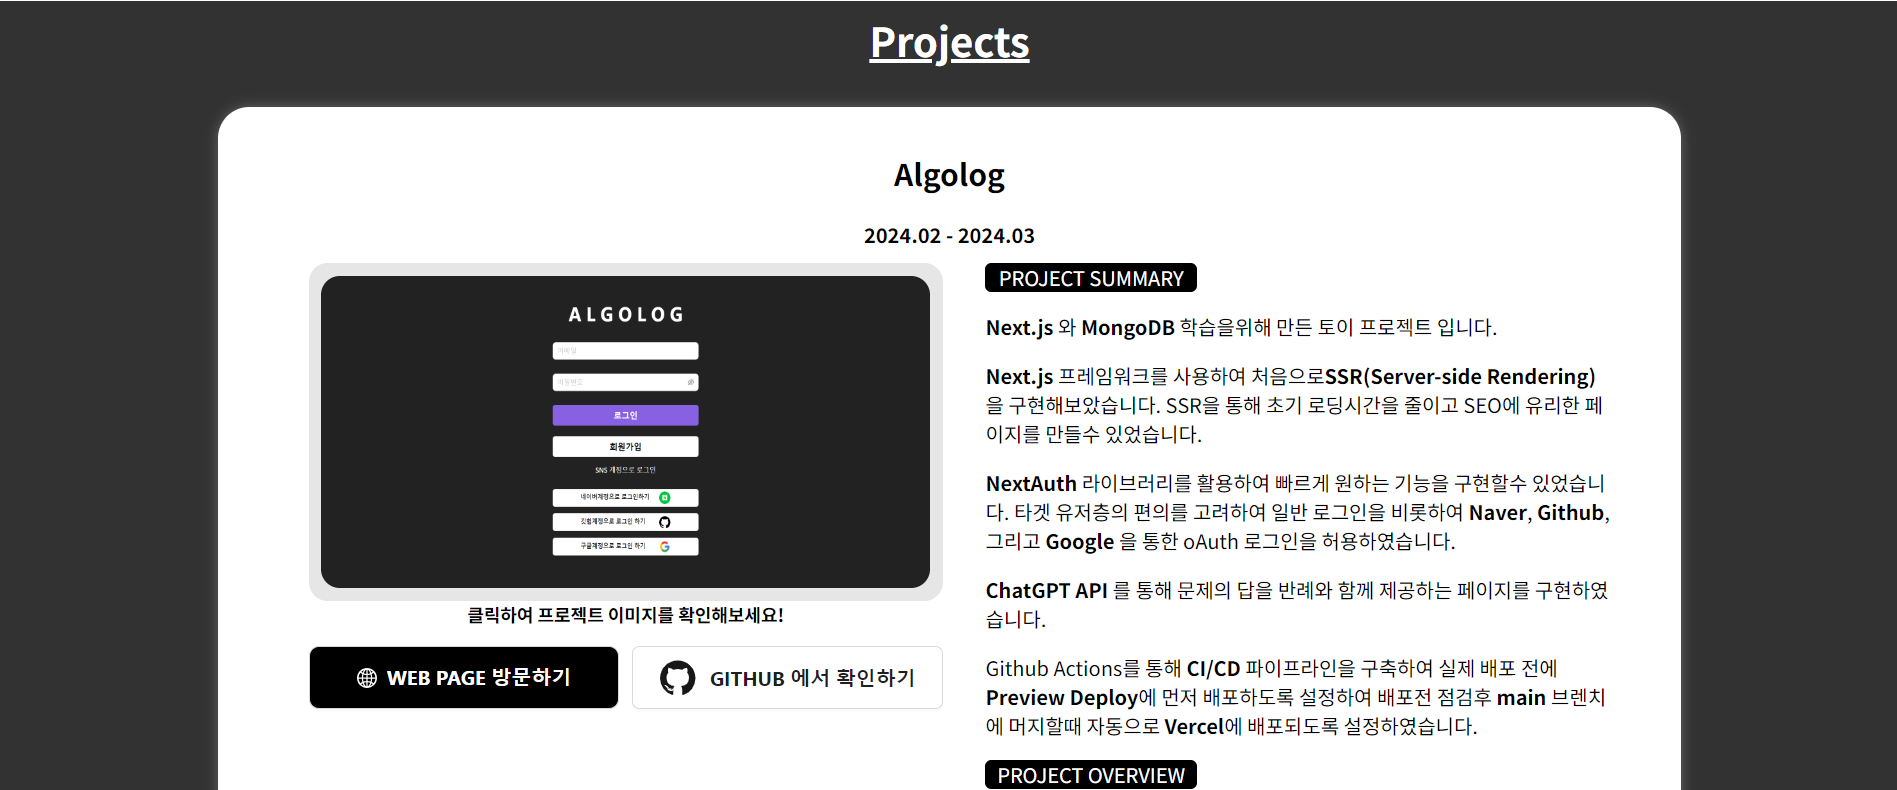 Projects
Algolog
2024.02 - 2024.03
ALGOLOG
이메일
비밀번호
로그인
회원가입
SNS 계정으로 로그인
네이버계정으로 로그인하기
깃헙계정으로 로그인 하기
구글계정으로 로그인 하기
클릭하여 프로젝트 이미지를 확인해보세요!
WEB PAGE 방문하기
GITHUB 에서 확인하기
PROJECT SUMMARY
Next.js 와 MongoDB 학습을위해 만든 토이 프로젝트 입니다.
Next.js 프레임워크를 사용하여 처음으로SSR(Server-side Rendering)
을 구현해보았습니다. SSR을 통해 초기 로딩시간을 줄이고 SEO에 유리한 페
이지를 만들수 있었습니다.
NextAuth 라이브러리를 활용하여 빠르게 원하는 기능을 구현할수 있었습니
다. 타겟 유저층의 편의를 고려하여 일반 로그인을 비롯하여 Naver, Github,
그리고 Google 을 통한 oAuth 로그인을 허용하였습니다.
ChatGPT API 를 통해 문제의 답을 반례와 함께 제공하는 페이지를 구현하였
습니다.
Github Actions를 통해 CI/CD 파이프라인을 구축하여 실제 배포 전에
Preview Deploy에 먼저 배포하도록 설정하여 배포전 점검후 main 브렌치
에 머지할때 자동으로 Vercel에 배포되도록 설정하였습니다.
PROJECT OVERVIEW